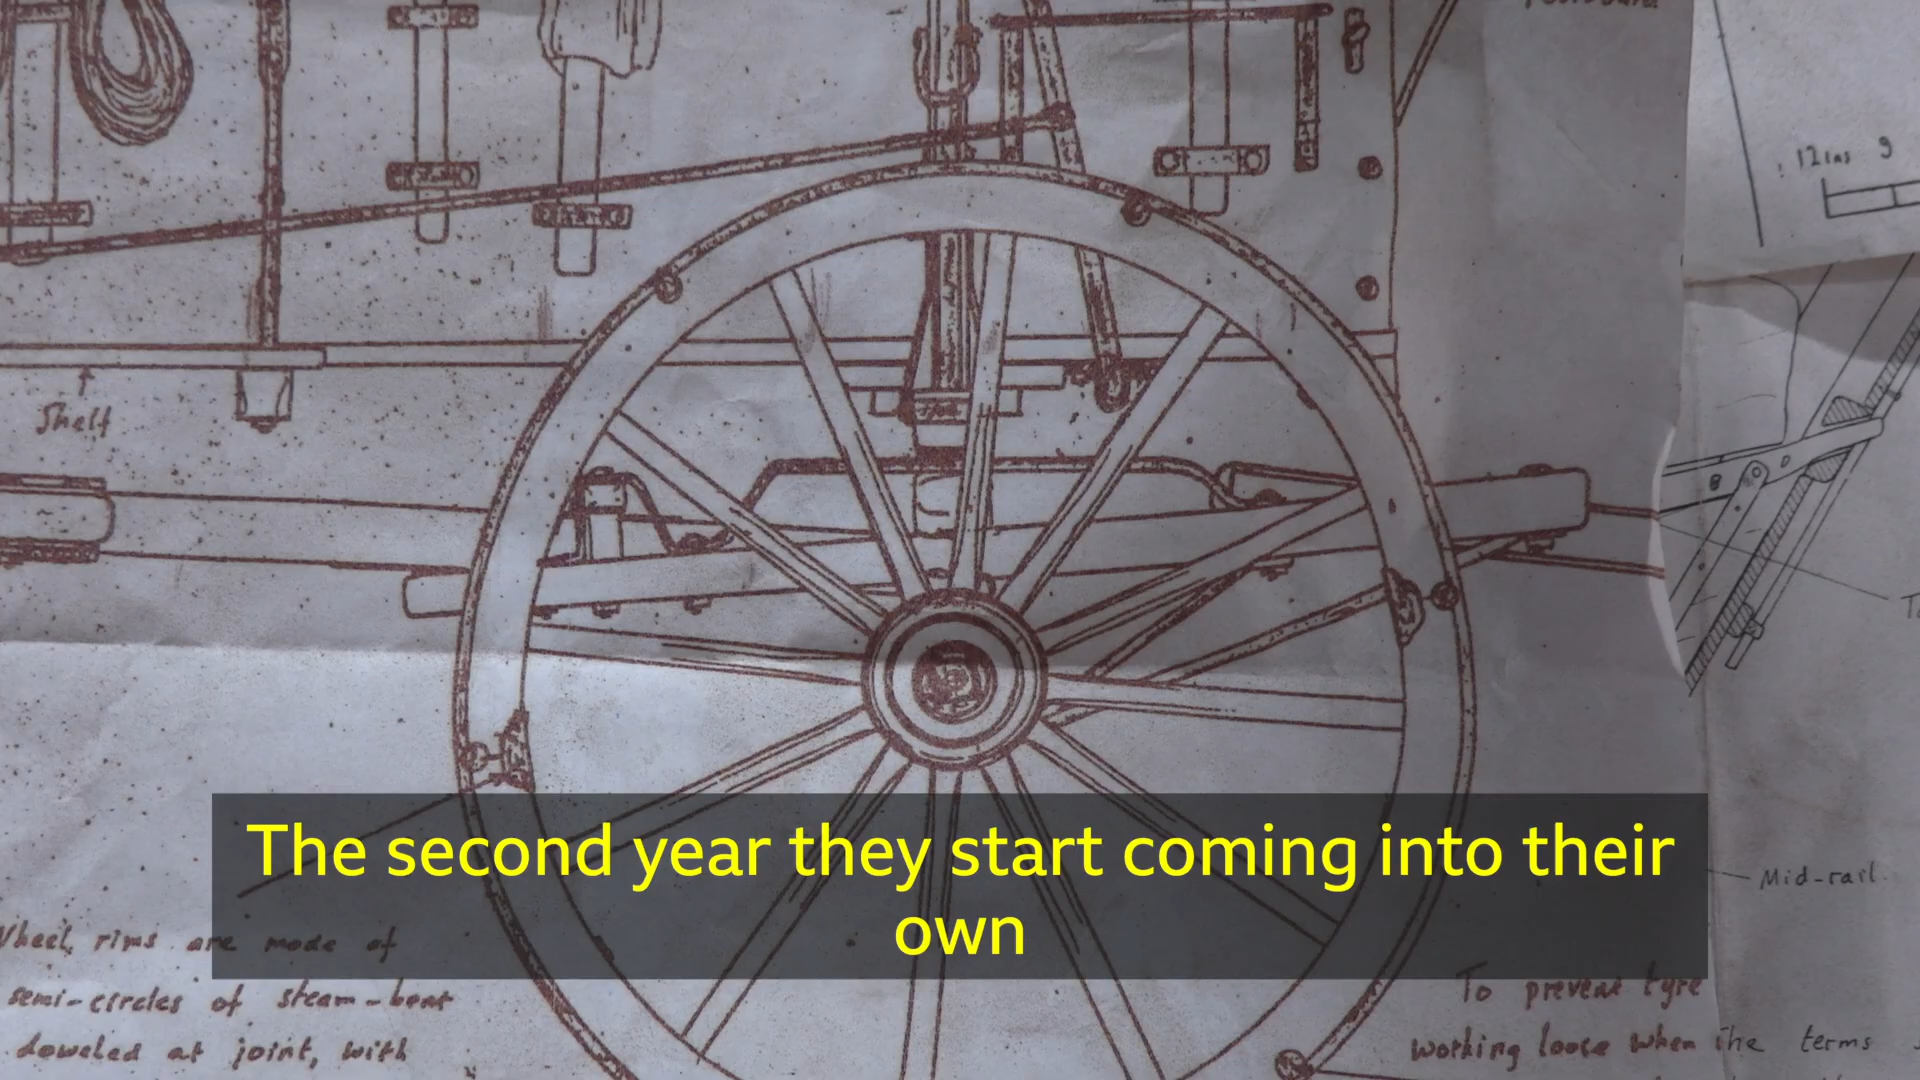 12ins 9
Shelf
The second year they start coming into their
own
Mid-rail
Wheel rims are made of
semi-circles of steam-bent
doweled at joint, with
To prevent tyre
working loose when the terms